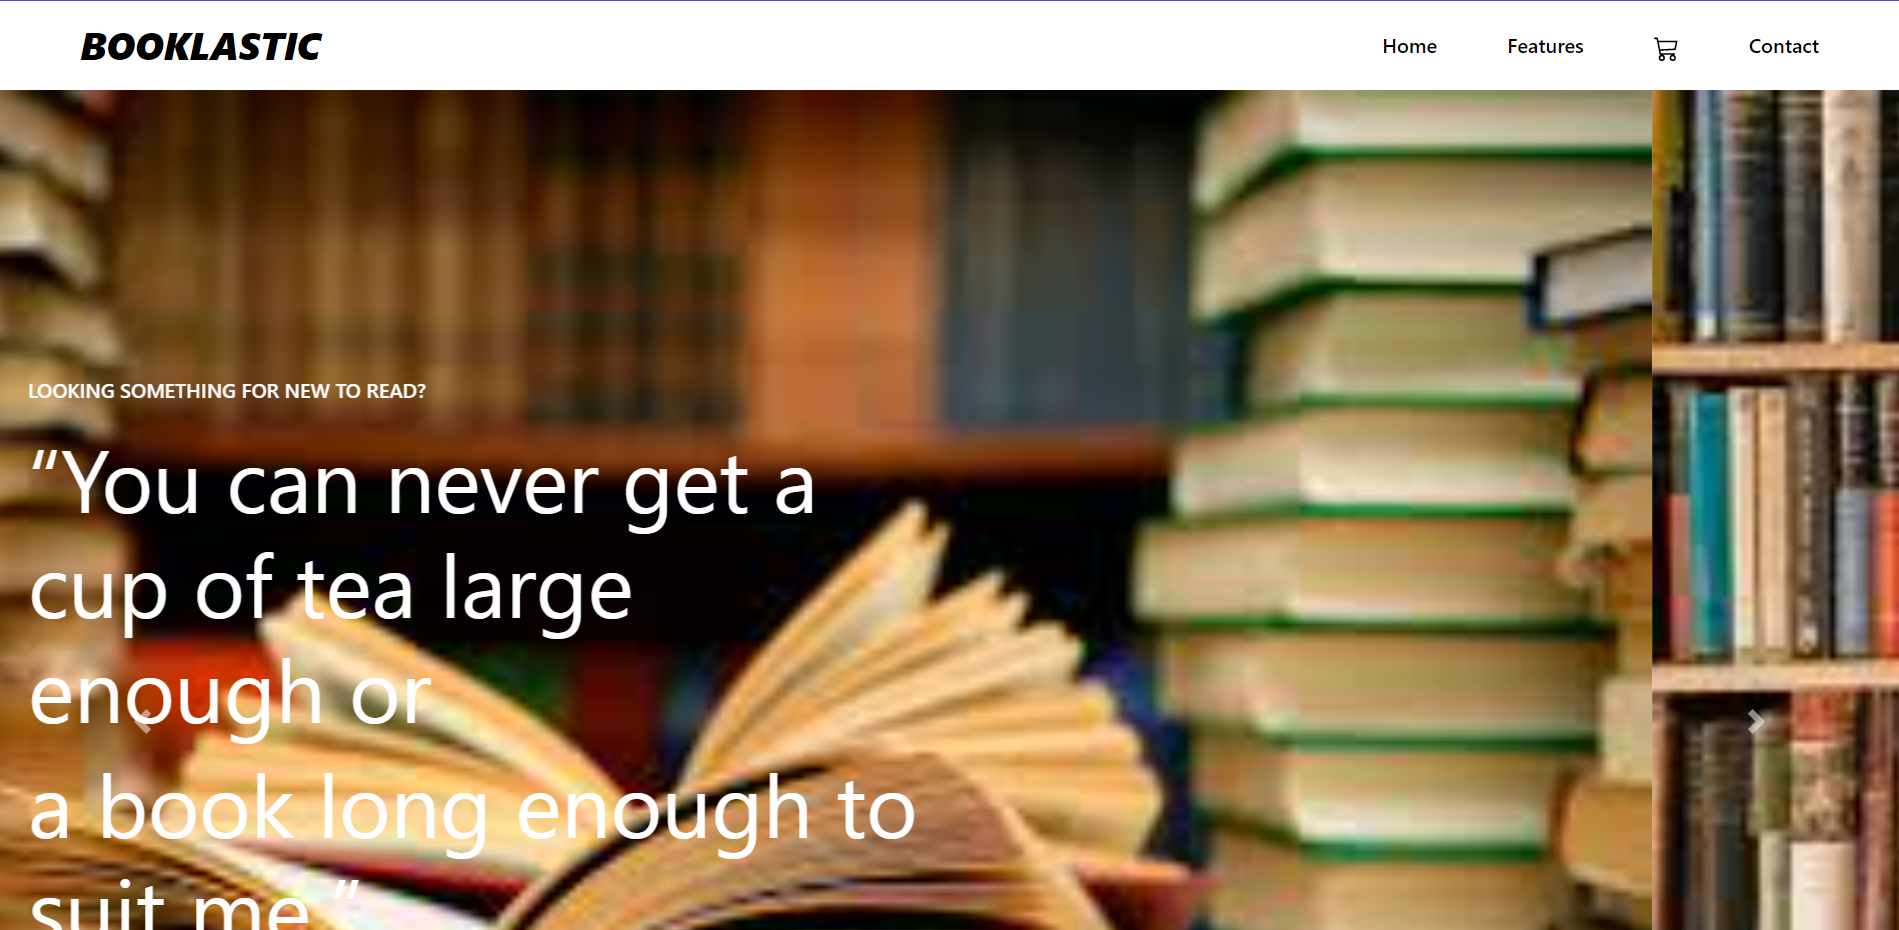 BOOKLASTIC
Home Features Contact
LOOKING SOMETHING FOR NEW TO READ?
“You can never get a
cup of tea large
enough or
a book long enough to
suit me.”